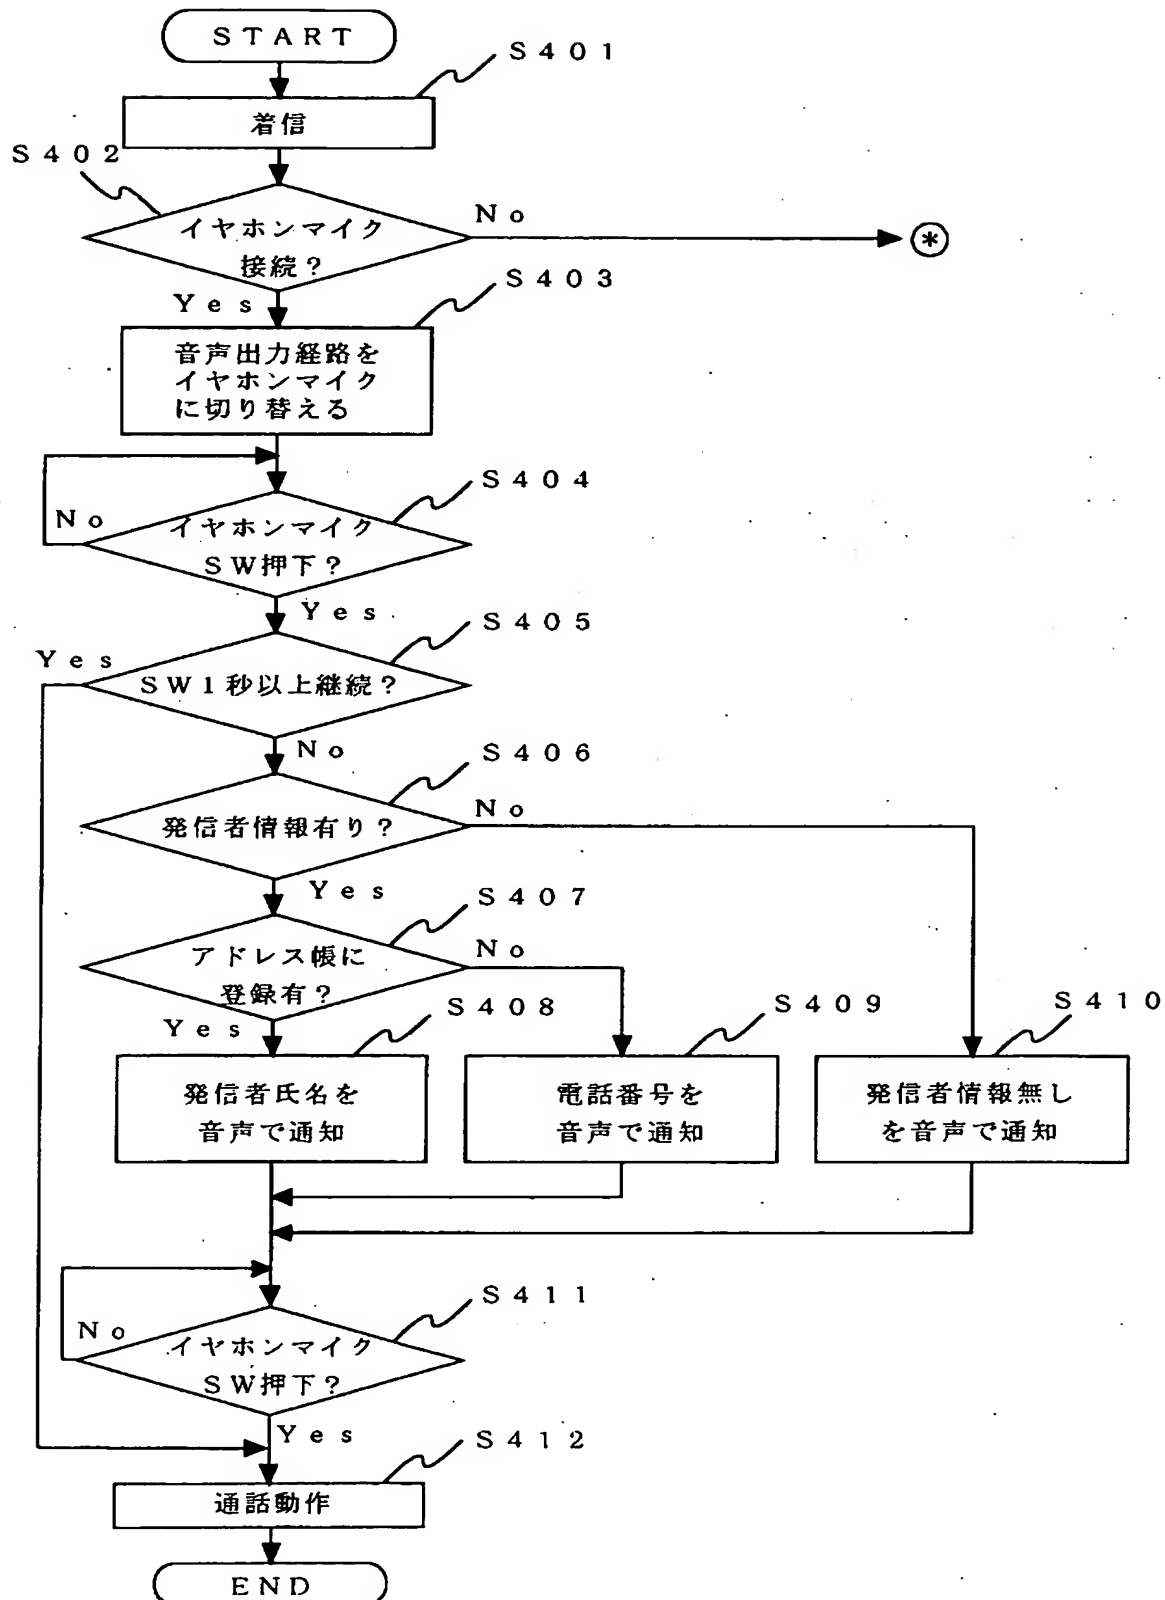 START
S401
着信
S402
イヤホンマイク
接続?
No
*
Yes
S403
音声出力経路を
イヤホンマイク
に切り替える
S404
No
イヤホンマイク
SW押下?
Yes
S405
Yes
SW1秒以上継続?
No
S406
発信者情報有り?
No
Yes
S407
アドレス帳に
登録有?
No
Yes
S408
発信者氏名を
音声で通知
S409
電話番号を
音声で通知
S410
発信者情報無し
を音声で通知
S411
No
イヤホンマイク
SW押下?
Yes
S412
通話動作
END